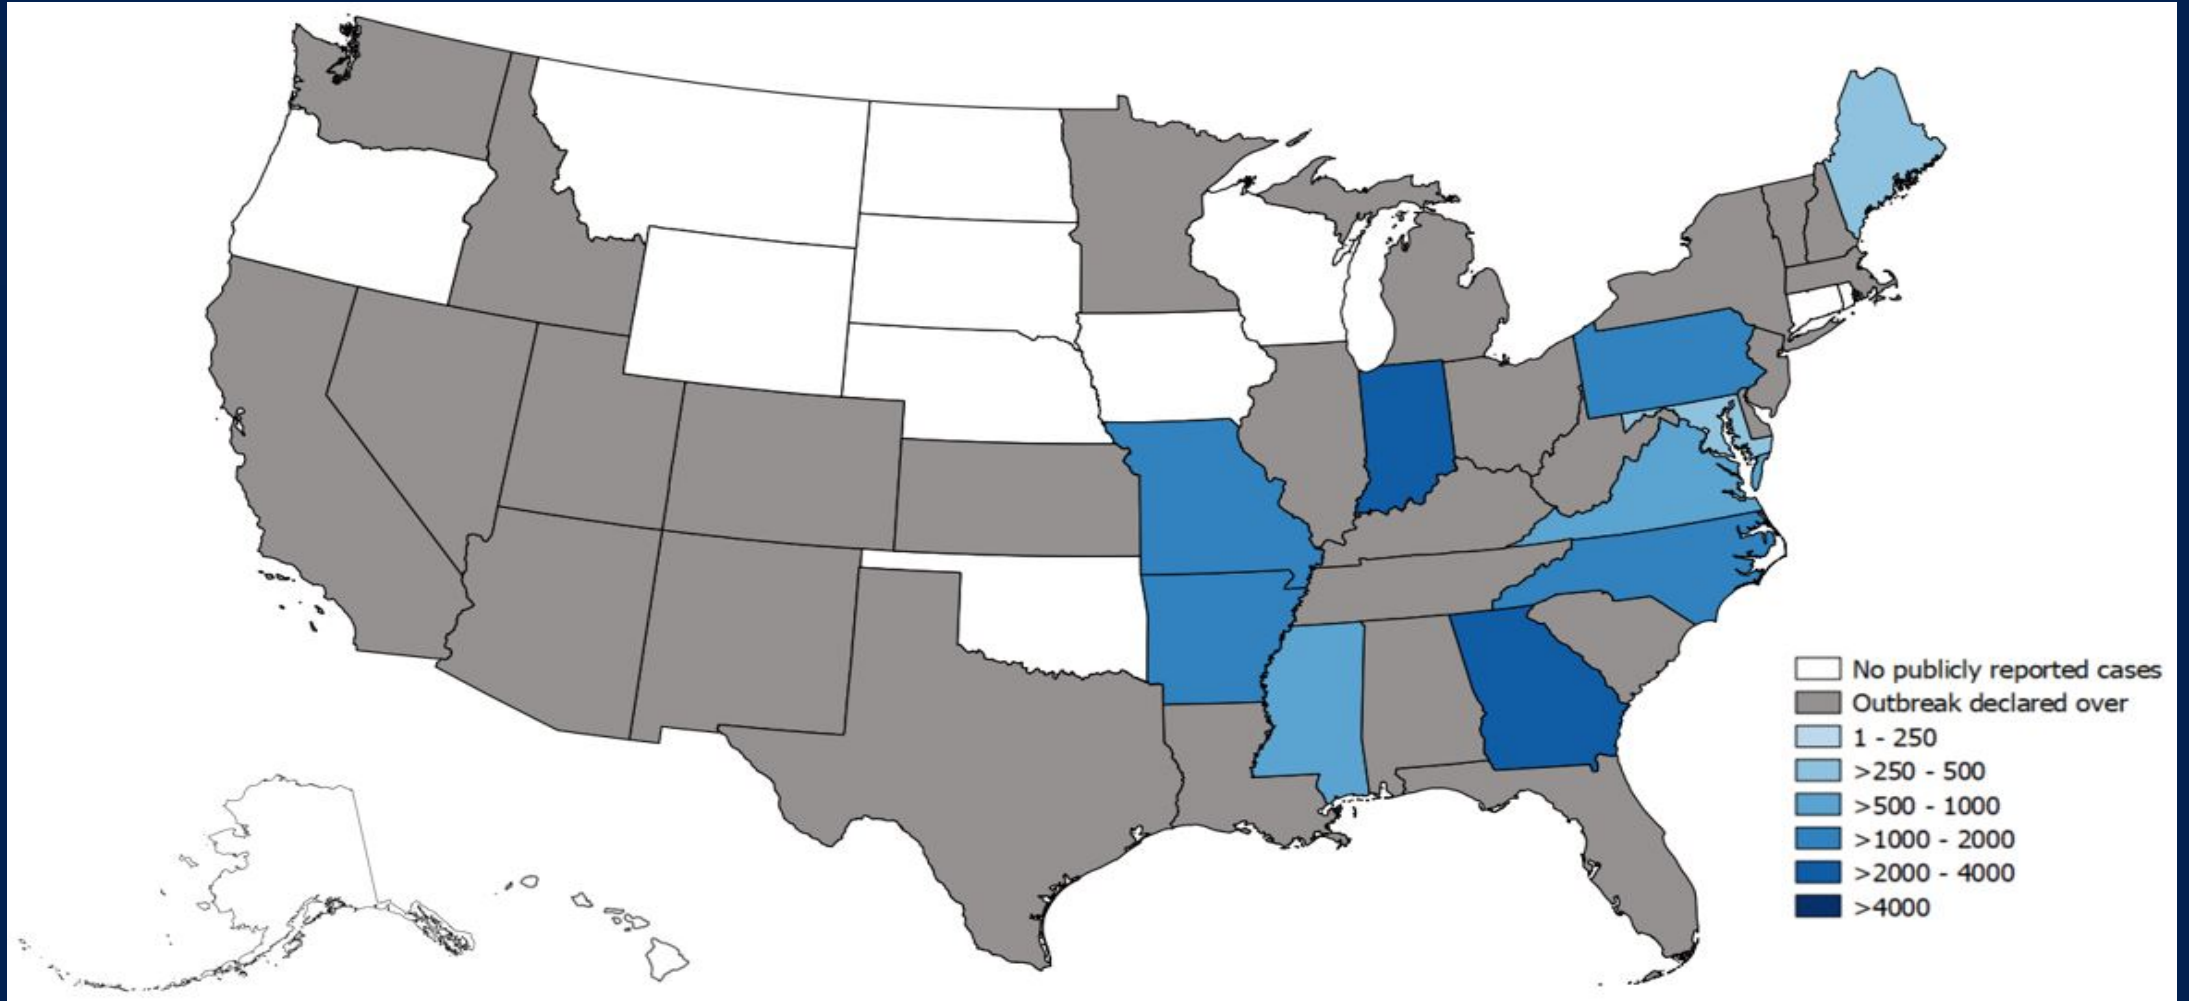 No publicly reported cases
Outbreak declared over
1 - 250
>250 - 500
>500 - 1000
>1000 - 2000
>2000 - 4000
>4000